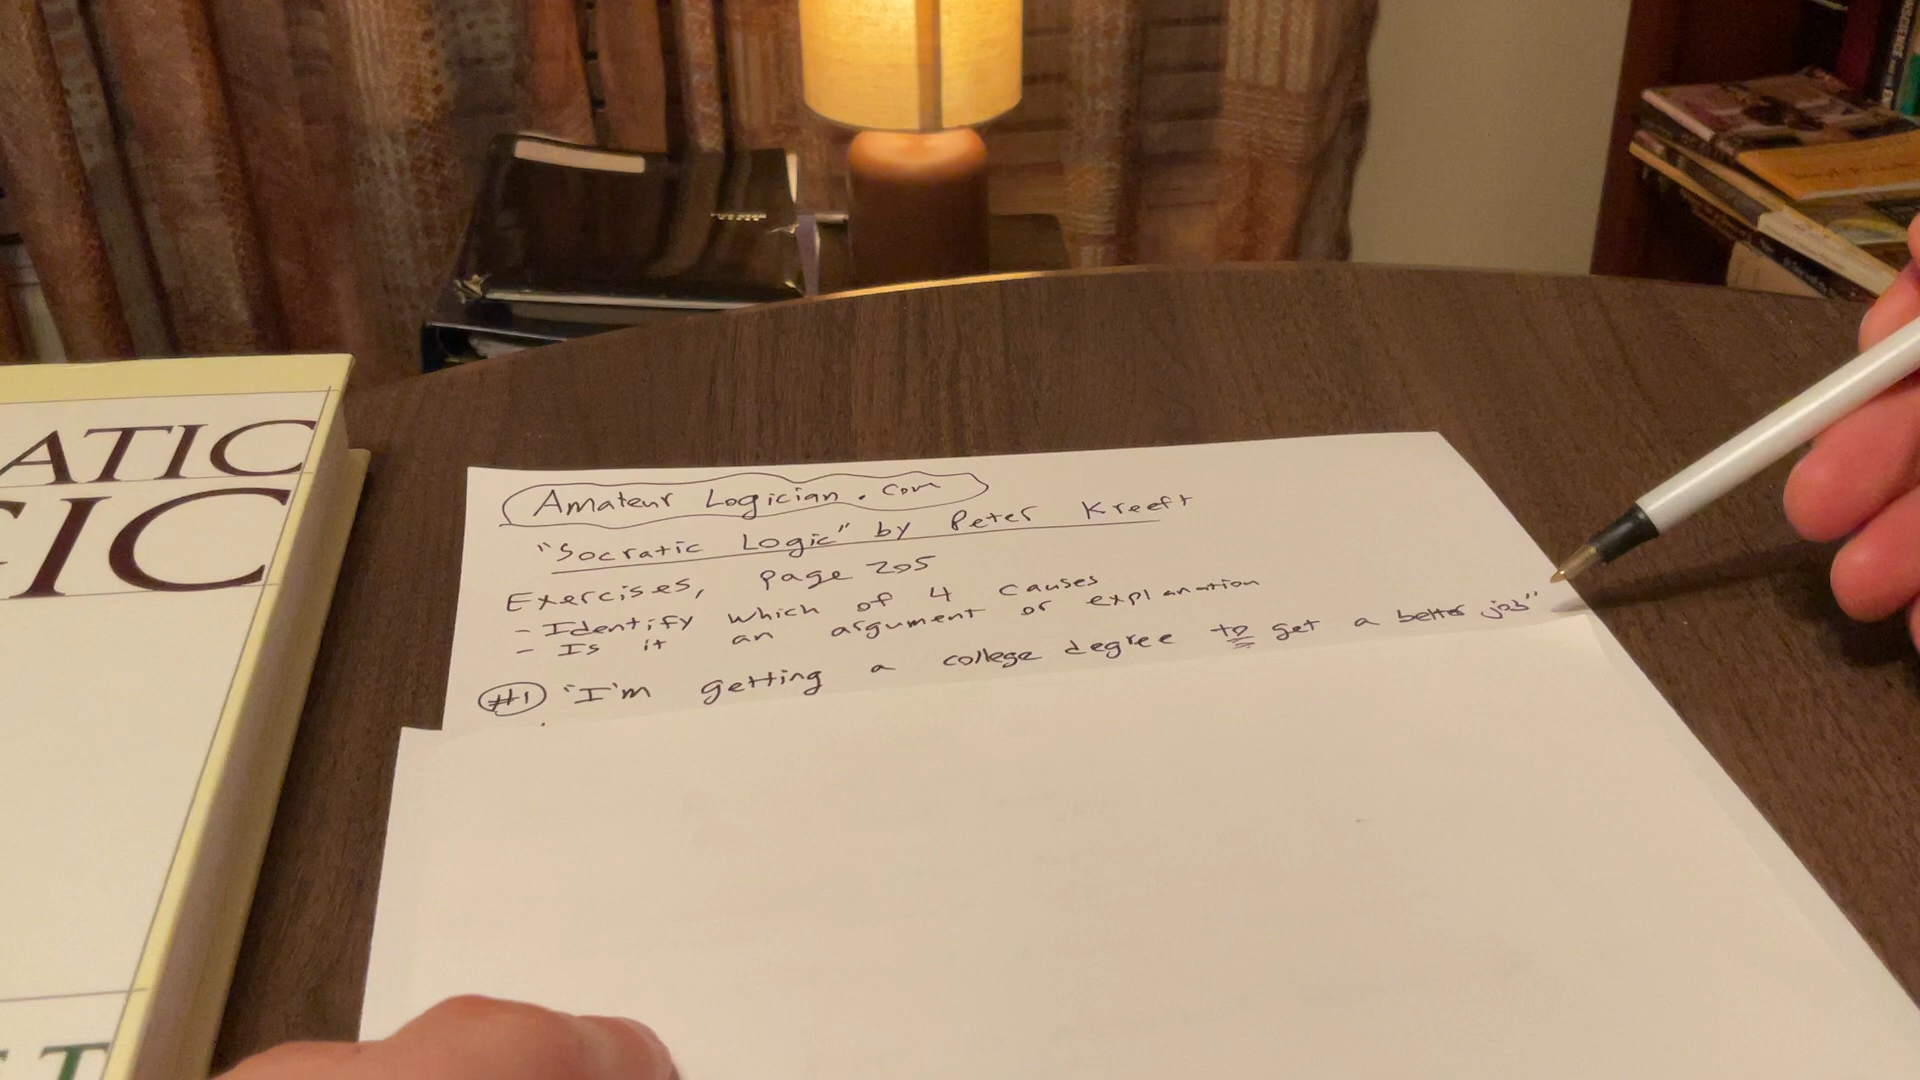 ATIC
GIC
Amateur Logician.com
"Socratic Logic" by Peter Kreeft
Exercises, page 205
- Identify which of 4 causes
- Is it an argument or explanation
#1 "I'm getting a college degree to get a better job"